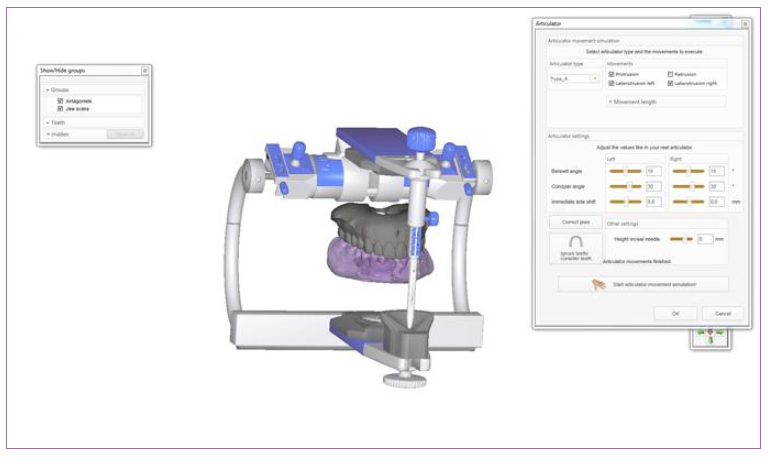 Show/Hide groups
Groups
Antagonists
Jaw scans
Teeth
Hidden
Articulator
Articulator movement simulation
Select articulator type and the movements to execute
Articulator type
Movements
Type_A
Protrusion
Retrusion
Laterotrusion left
Laterotrusion right
Movement length
Articulator settings
Adjust the values like in your real articulator.
Left
Right
Bennett angle
10
10
°
Condylar angle
30
30
°
Immediate side shift
0.5
0.5
mm
Correct jaws
Other settings
Height incisal needle
0
mm
Ignore teeth/
consider teeth
Articulator movements finished
Start articulator movement simulation!
OK
Cancel